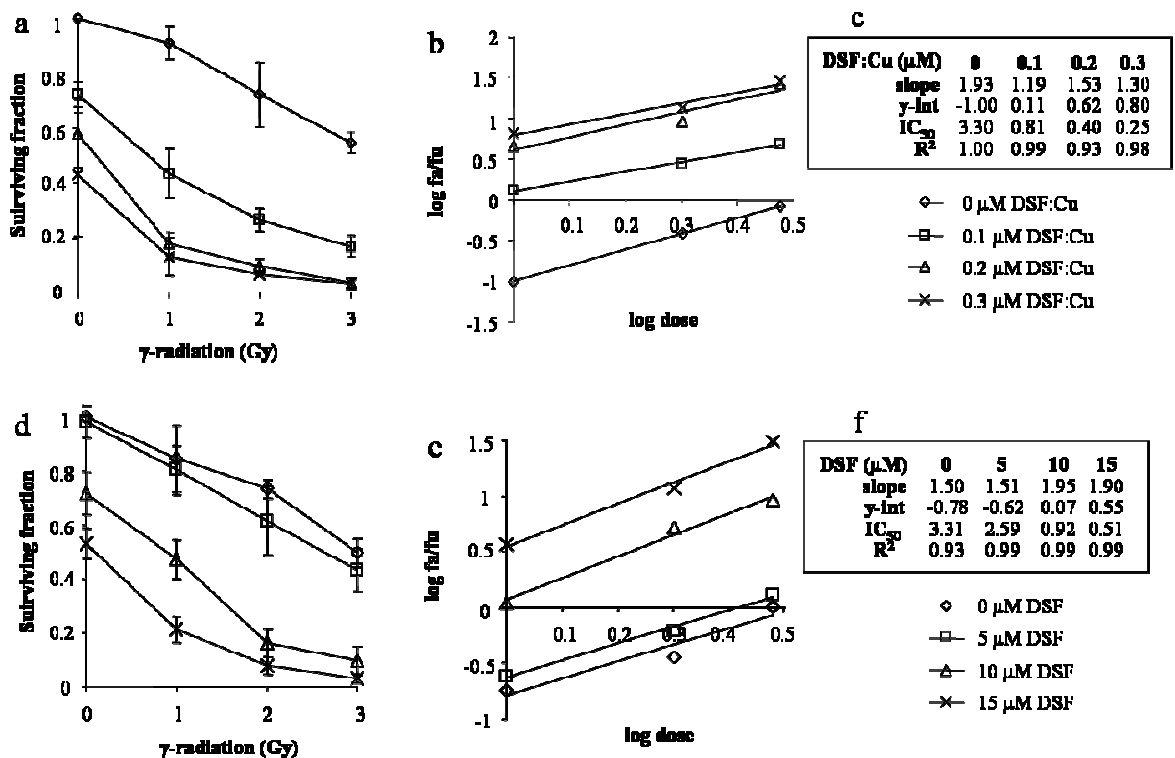 a
1
0.8
0.6
0.4
0.2
0
Suirviving fraction
0 1 2 3
γ-radiation (Gy)
b
2
1.5
1
0.5
0
-0.5
-1
-1.5
log fa/fu
0.1 0.2 0.3 0.4 0.5
log dose
c
DSF:Cu (μM) 0 0.1 0.2 0.3
slope 1.93 1.19 1.53 1.30
y-int -1.00 0.11 0.62 0.80
IC50 3.30 0.81 0.40 0.25
R² 1.00 0.99 0.93 0.98
0 μM DSF:Cu
0.1 μM DSF:Cu
0.2 μM DSF:Cu
0.3 μM DSF:Cu
d
1
0.8
0.6
0.4
0.2
0
Suirviving fraction
0 1 2 3
γ-radiation (Gy)
e
1.5
1
0.5
0
-0.5
-1
log fa/fu
0.1 0.2 0.3 0.4 0.5
log dose
f
DSF (μM) 0 5 10 15
slope 1.50 1.51 1.95 1.90
y-int -0.78 -0.62 0.07 0.55
IC50 3.31 2.59 0.92 0.51
R² 0.93 0.99 0.99 0.99
0 μM DSF
5 μM DSF
10 μM DSF
15 μM DSF